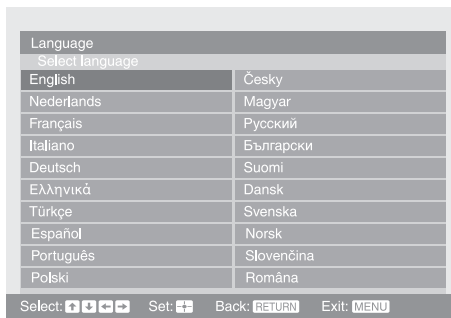 Language
Select language
English Česky
Nederlands Magyar
Français Русский
Italiano Български
Deutsch Suomi
Ελληνικά Dansk
Türkçe Svenska
Español Norsk
Português Slovenčina
Polski Româna
Select: Set: Back: RETURN Exit: MENU